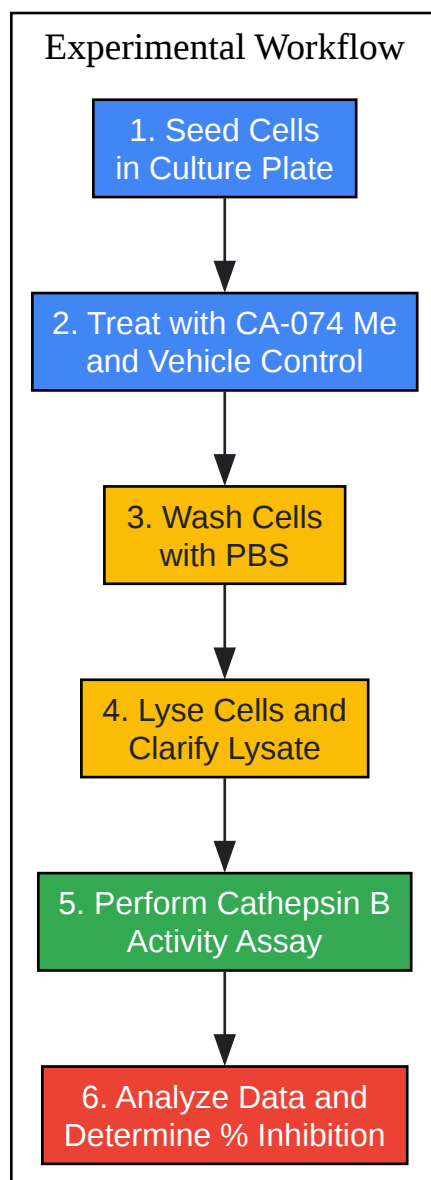 Experimental Workflow
1. Seed Cells
in Culture Plate
2. Treat with CA-074 Me
and Vehicle Control
3. Wash Cells
with PBS
4. Lyse Cells and
Clarify Lysate
5. Perform Cathepsin B
Activity Assay
6. Analyze Data and
Determine % Inhibition